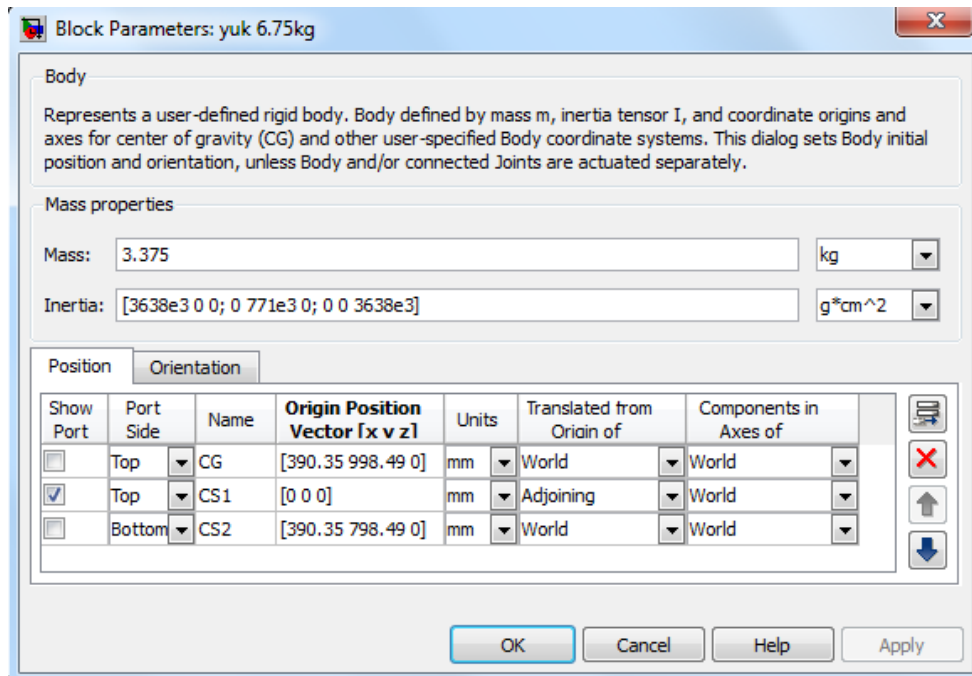 Block Parameters: yuk 6.75kg
Body
Represents a user-defined rigid body. Body defined by mass m, inertia tensor I, and coordinate origins and
axes for center of gravity (CG) and other user-specified Body coordinate systems. This dialog sets Body initial
position and orientation, unless Body and/or connected Joints are actuated separately.
Mass properties
Mass: 3.375 kg
Inertia: [3638e3 0 0; 0 771e3 0; 0 0 3638e3] g*cm^2
Position Orientation
Show Port Port Side Name Origin Position Vector [x y z] Units Translated from Origin of Components in Axes of
Top CG [390.35 998.49 0] mm World World
Top CS1 [0 0 0] mm Adjoining World
Bottom CS2 [390.35 798.49 0] mm World World
OK Cancel Help Apply